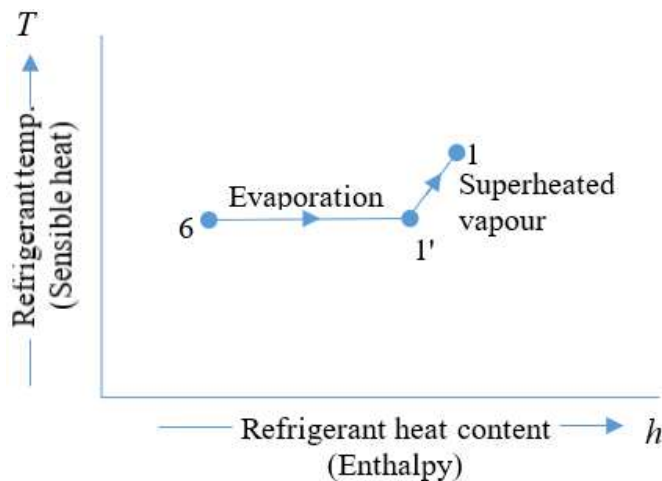 T
Refrigerant temp.
(Sensible heat)
Evaporation
1
Superheated
vapour
6
1'
Refrigerant heat content
(Enthalpy)
h